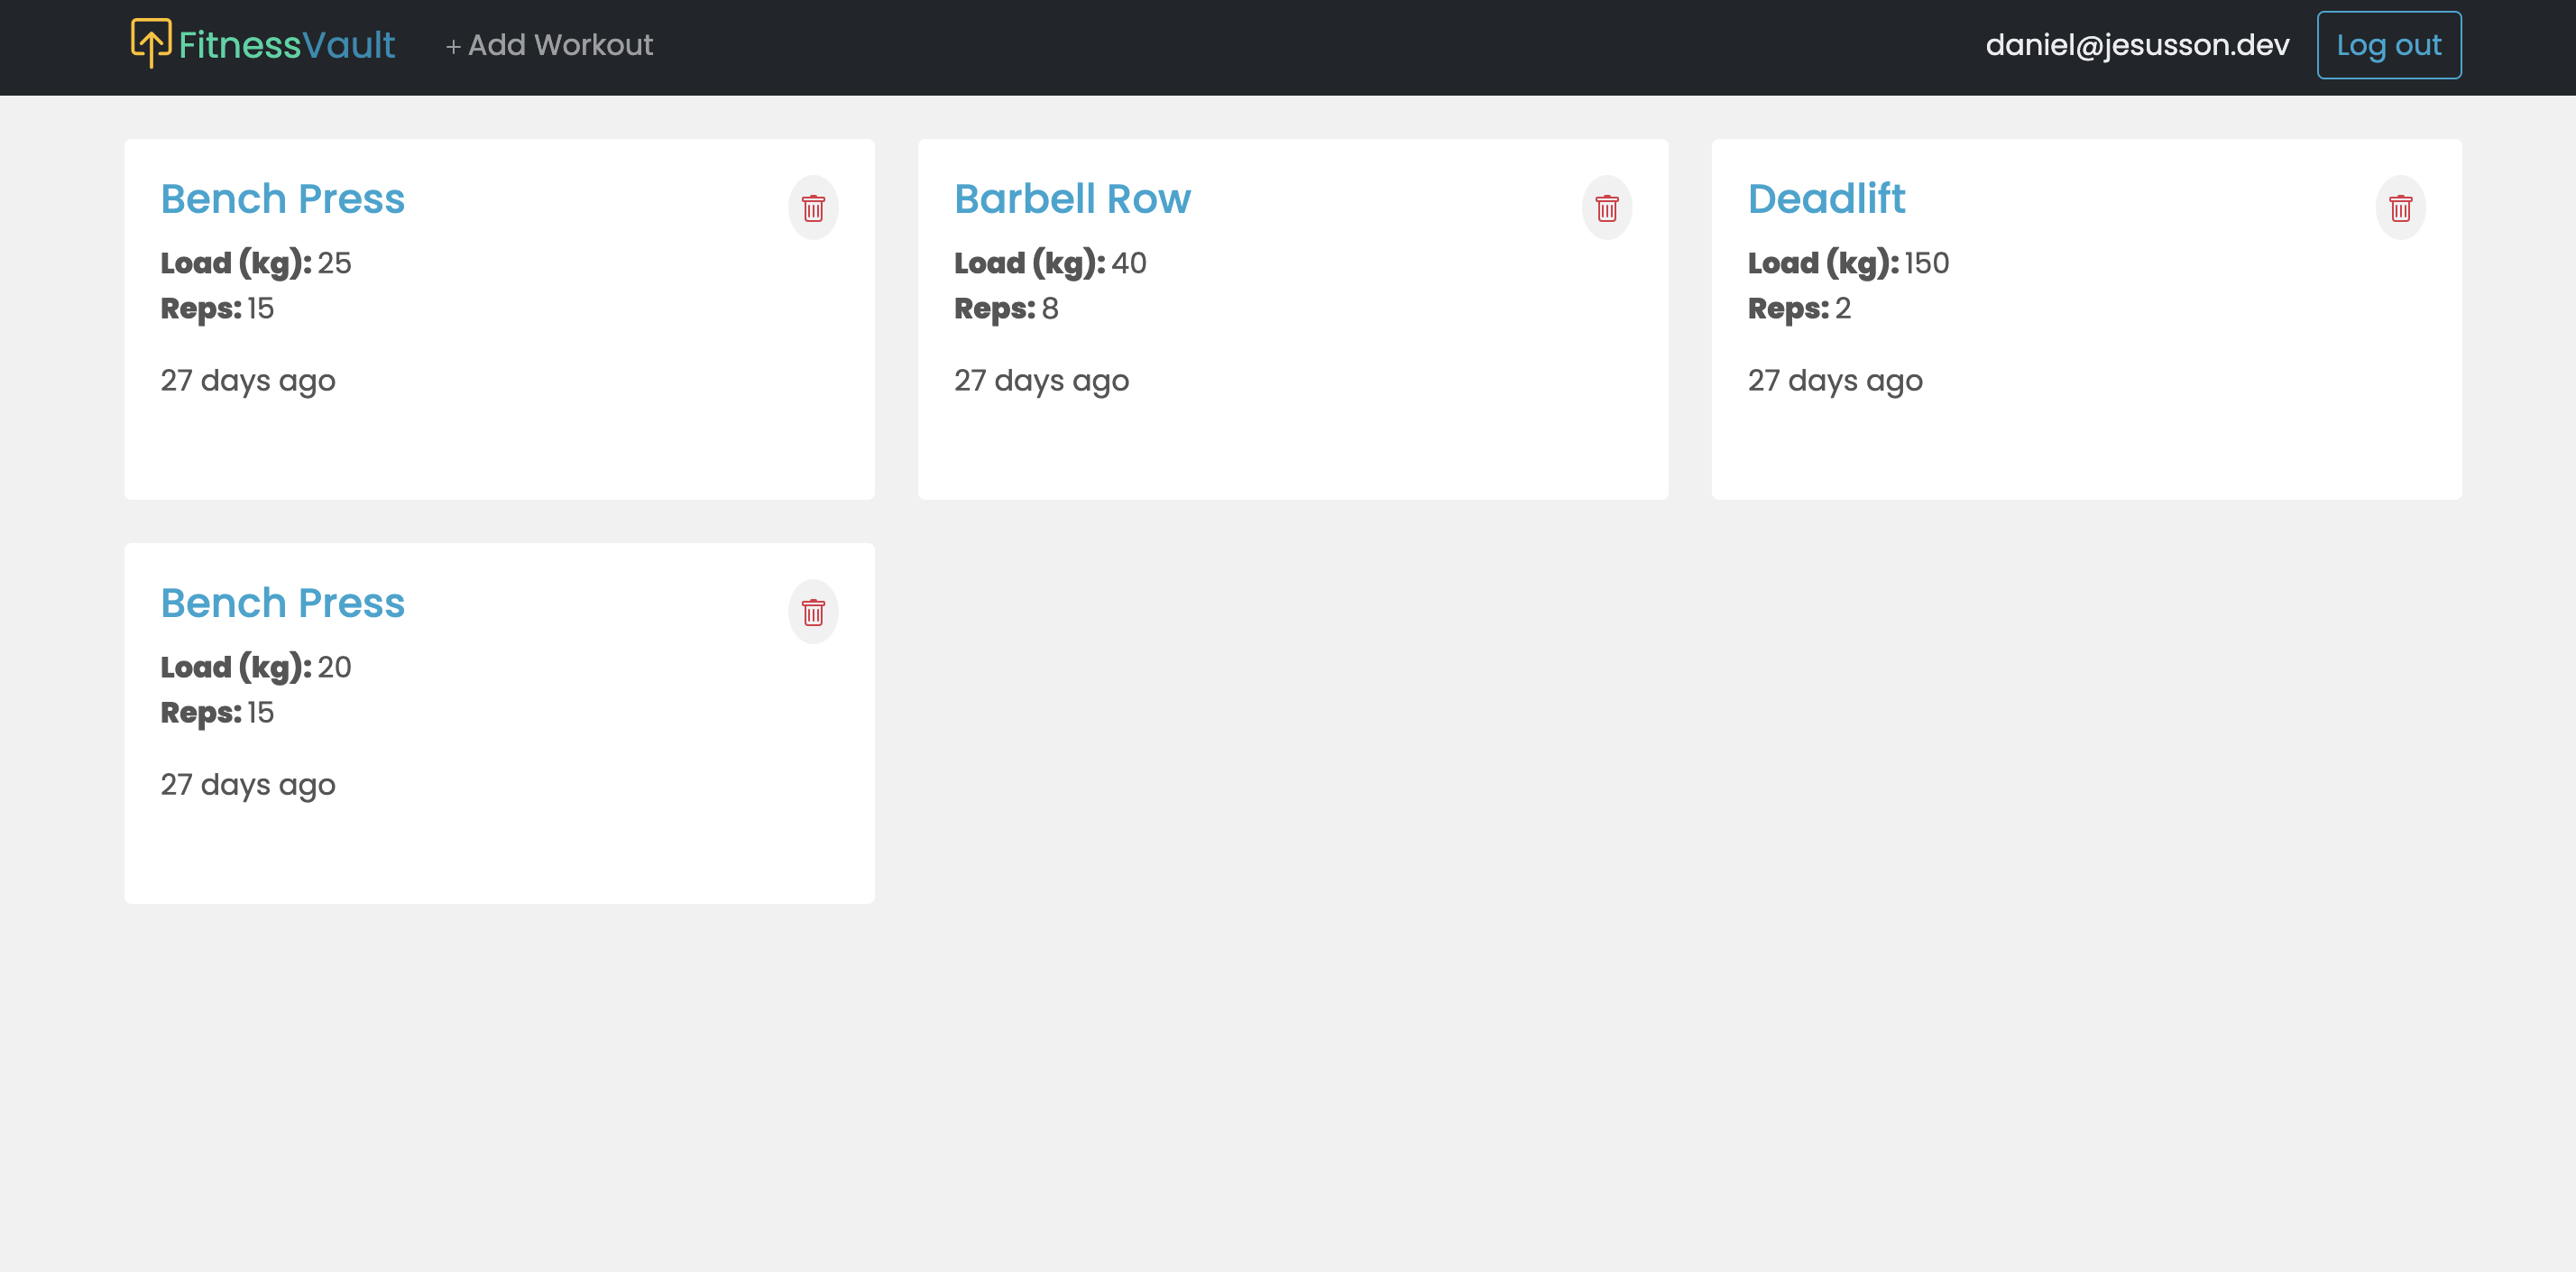 FitnessVault
+ Add Workout
daniel@jesusson.dev
Log out
Bench Press
Load (kg): 25
Reps: 15
27 days ago
Barbell Row
Load (kg): 40
Reps: 8
27 days ago
Deadlift
Load (kg): 150
Reps: 2
27 days ago
Bench Press
Load (kg): 20
Reps: 15
27 days ago